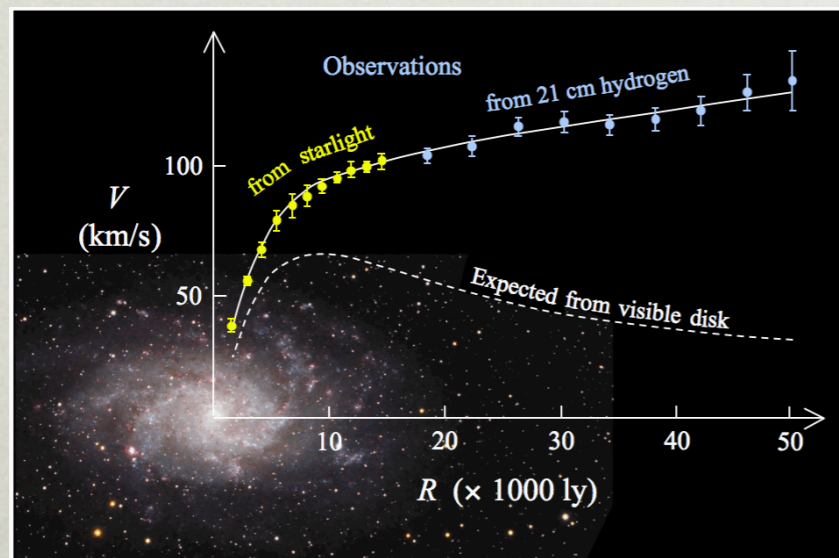 Observations
from 21 cm hydrogen
from starlight
100
V
(km/s)
50
Expected from visible disk
10 20 30 40 50
R (× 1000 ly)